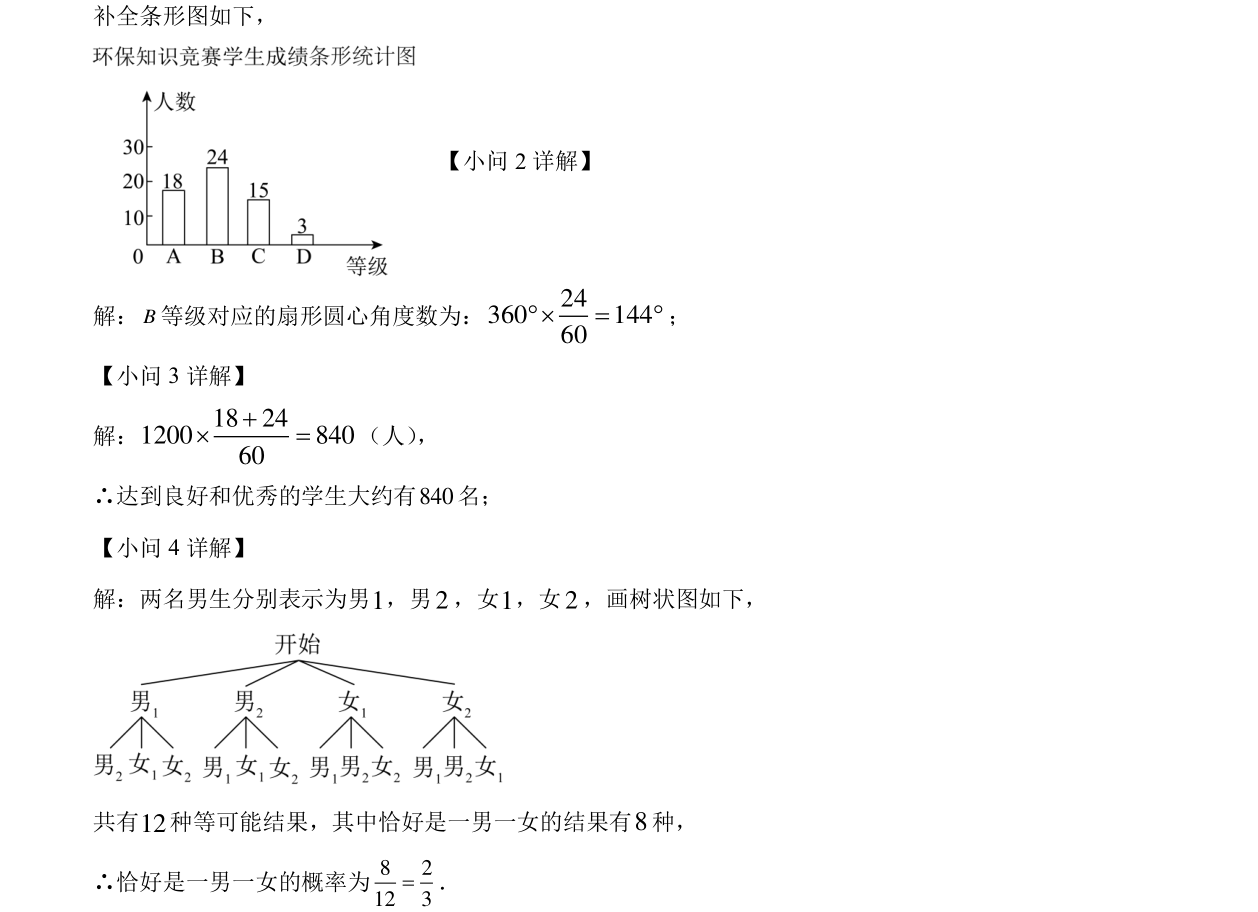 补全条形图如下，
环保知识竞赛学生成绩条形统计图
人数
30
20
10
0
18
24
15
3
A B C D
等级
【小问 2 详解】
解：B 等级对应的扇形圆心角度数为：360°×24/60=144°；
【小问 3 详解】
解：1200×(18+24)/60=840（人），
∴达到良好和优秀的学生大约有840名；
【小问 4 详解】
解：两名男生分别表示为男1，男2，女1，女2，画树状图如下，
开始
男₁ 男₂ 女₁ 女₂
男₂ 女₁ 女₂ 男₁ 女₁ 女₂ 男₁ 男₂ 女₂ 男₁ 男₂ 女₁
共有12种等可能结果，其中恰好是一男一女的结果有8种，
∴恰好是一男一女的概率为8/12=2/3．